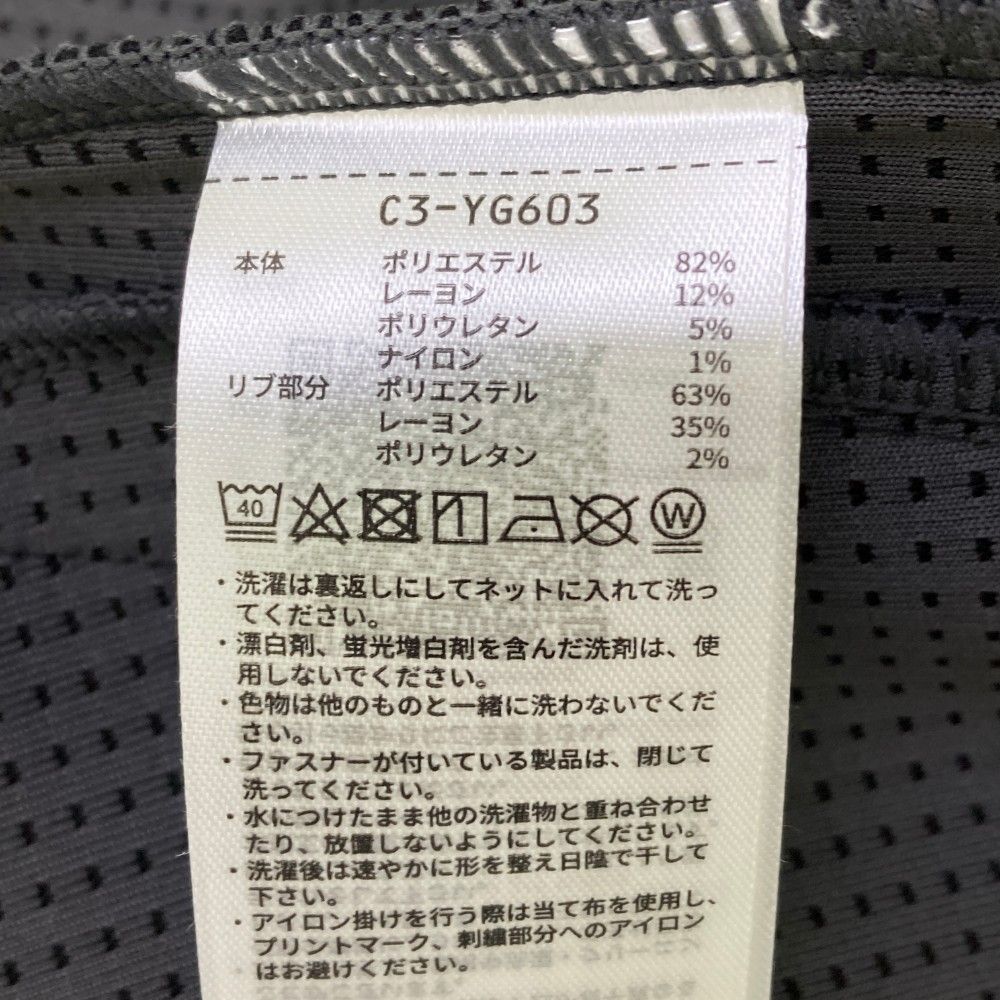 C3-YG603
本体 ポリエステル 82%
レーヨン 12%
ポリウレタン 5%
ナイロン 1%
リブ部分 ポリエステル 63%
レーヨン 35%
ポリウレタン 2%
40 W
・洗濯は裏返しにしてネットに入れて洗っ
てください。
・漂白剤、蛍光増白剤を含んだ洗剤は、使
用しないでください。
・色物は他のものと一緒に洗わないでくだ
さい。
・ファスナーが付いている製品は、閉じて
洗ってください。
・水につけたまま他の洗濯物と重ね合わせ
たり、放置しないようにしてください。
・洗濯後は速やかに形を整え日陰で干して
下さい。
・アイロン掛けを行う際は当て布を使用し、
プリントマーク、刺繍部分へのアイロン
はお避けください。